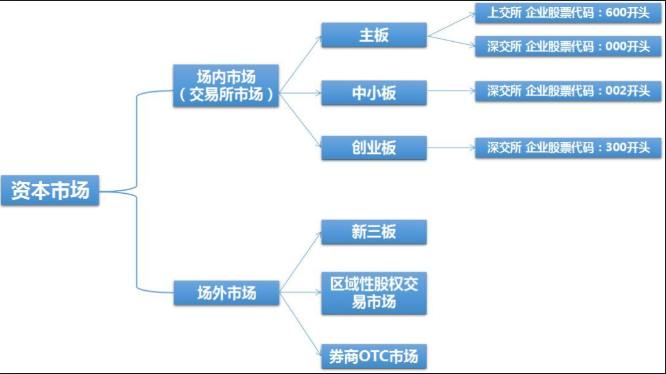 资本市场
场内市场
（交易所市场）
主板
上交所 企业股票代码：600开头
深交所 企业股票代码：000开头
中小板
深交所 企业股票代码：002开头
创业板
深交所 企业股票代码：300开头
场外市场
新三板
区域性股权交
易市场
券商OTC市场